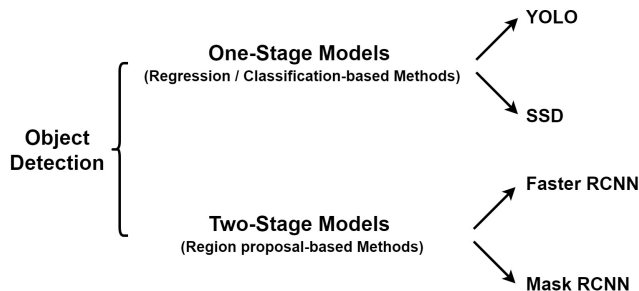 Object
Detection
One-Stage Models
(Regression / Classification-based Methods)
YOLO
SSD
Two-Stage Models
(Region proposal-based Methods)
Faster RCNN
Mask RCNN